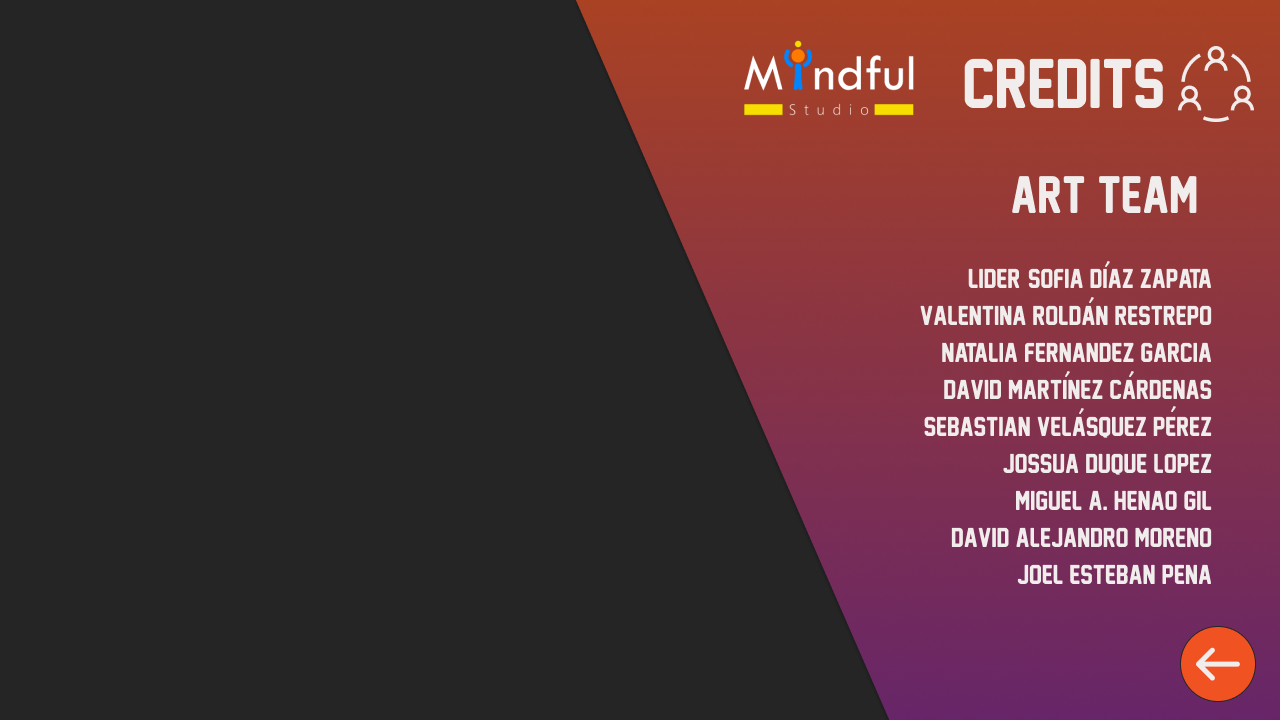 Mindful
Studio
CREDITS
ART TEAM
LIDER SOFIA DÍAZ ZAPATA
VALENTINA ROLDÁN RESTREPO
NATALIA FERNANDEZ GARCIA
DAVID MARTÍNEZ CÁRDENAS
SEBASTIAN VELÁSQUEZ PÉREZ
JOSSUA DUQUE LOPEZ
MIGUEL A. HENAO GIL
DAVID ALEJANDRO MORENO
JOEL ESTEBAN PENA